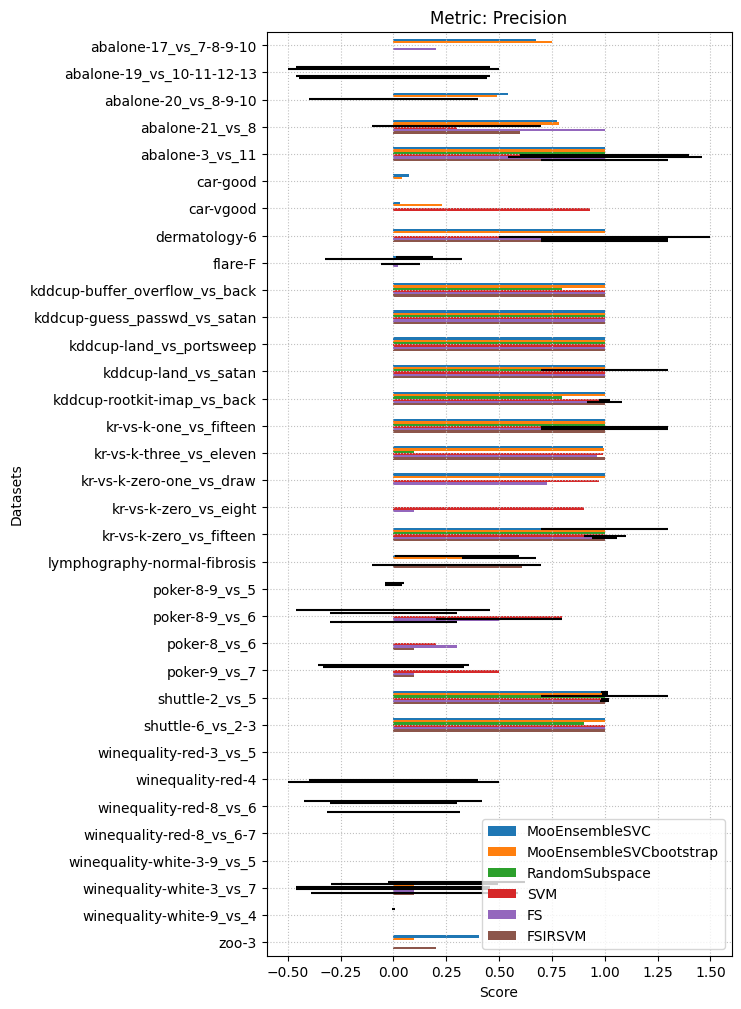 Metric: Precision
abalone-17_vs_7-8-9-10
abalone-19_vs_10-11-12-13
abalone-20_vs_8-9-10
abalone-21_vs_8
abalone-3_vs_11
car-good
car-vgood
dermatology-6
flare-F
kddcup-buffer_overflow_vs_back
kddcup-guess_passwd_vs_satan
kddcup-land_vs_portsweep
kddcup-land_vs_satan
kddcup-rootkit-imap_vs_back
kr-vs-k-one_vs_fifteen
kr-vs-k-three_vs_eleven
kr-vs-k-zero-one_vs_draw
kr-vs-k-zero_vs_eight
kr-vs-k-zero_vs_fifteen
lymphography-normal-fibrosis
poker-8-9_vs_5
poker-8-9_vs_6
poker-8_vs_6
poker-9_vs_7
shuttle-2_vs_5
shuttle-6_vs_2-3
winequality-red-3_vs_5
winequality-red-4
winequality-red-8_vs_6
winequality-red-8_vs_6-7
winequality-white-3-9_vs_5
winequality-white-3_vs_7
winequality-white-9_vs_4
zoo-3
Datasets
MooEnsembleSVC
MooEnsembleSVCbootstrap
RandomSubspace
SVM
FS
FSIRSVM
−0.50 −0.25 0.00 0.25 0.50 0.75 1.00 1.25 1.50
Score